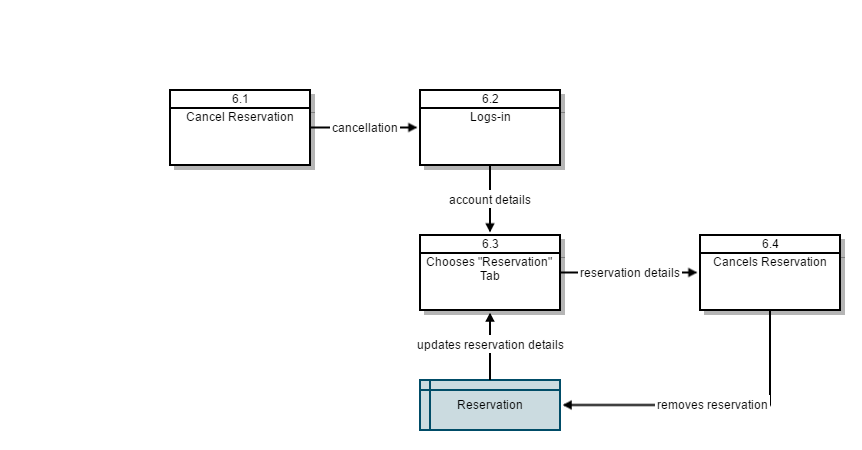 6.1
Cancel Reservation
cancellation
6.2
Logs-in
account details
6.3
Chooses "Reservation"
Tab
reservation details
6.4
Cancels Reservation
updates reservation details
Reservation
removes reservation